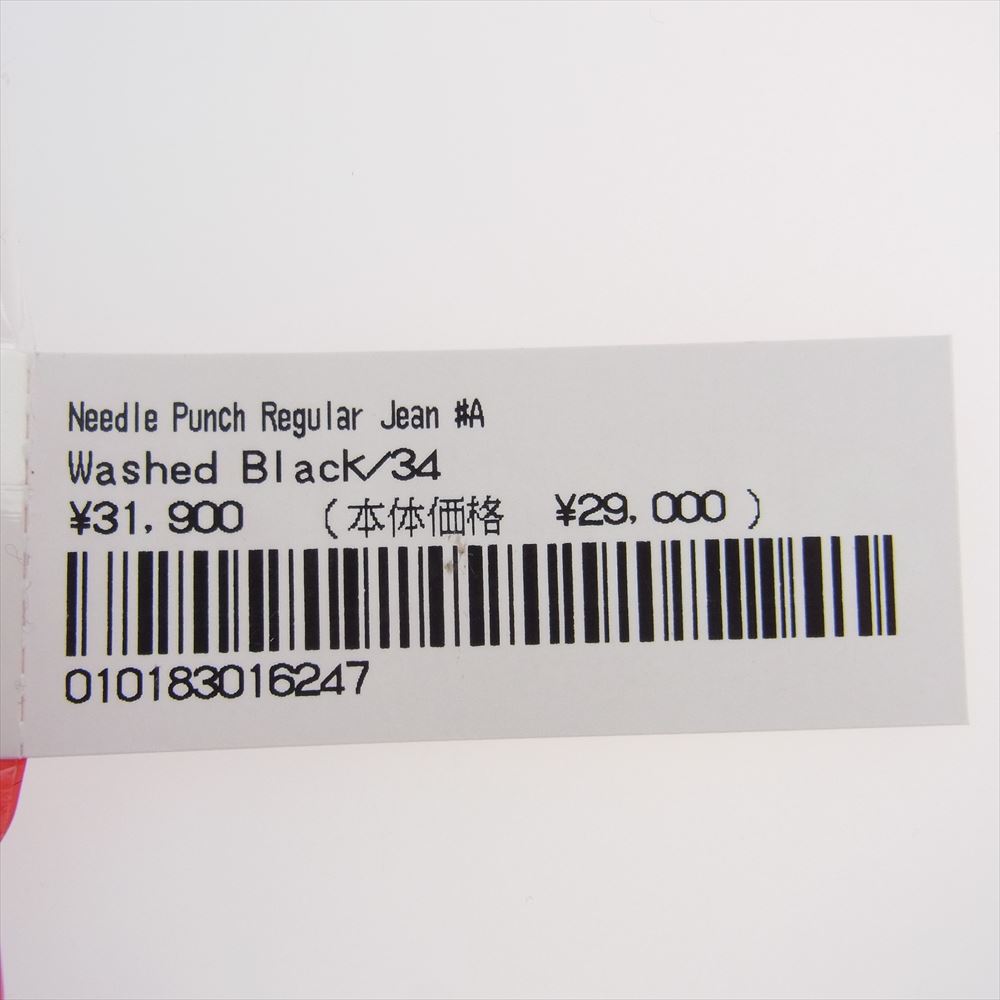 Needle Punch Regular Jean #A
Washed Black/34
¥31,900 (本体価格 ¥29,000)
010183016247